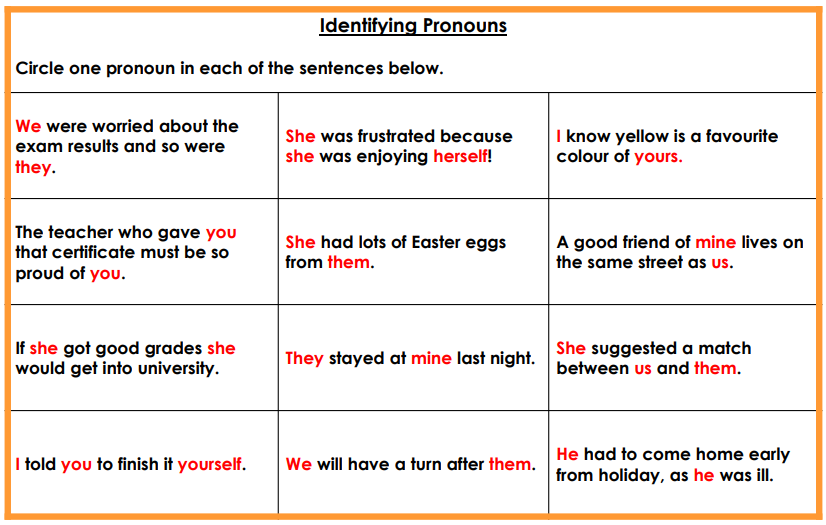 Identifying Pronouns
Circle one pronoun in each of the sentences below.
We were worried about the
exam results and so were
they.
She was frustrated because
she was enjoying herself!
I know yellow is a favourite
colour of yours.
The teacher who gave you
that certificate must be so
proud of you.
She had lots of Easter eggs
from them.
A good friend of mine lives on
the same street as us.
If she got good grades she
would get into university.
They stayed at mine last night.
She suggested a match
between us and them.
I told you to finish it yourself.
We will have a turn after them.
He had to come home early
from holiday, as he was ill.